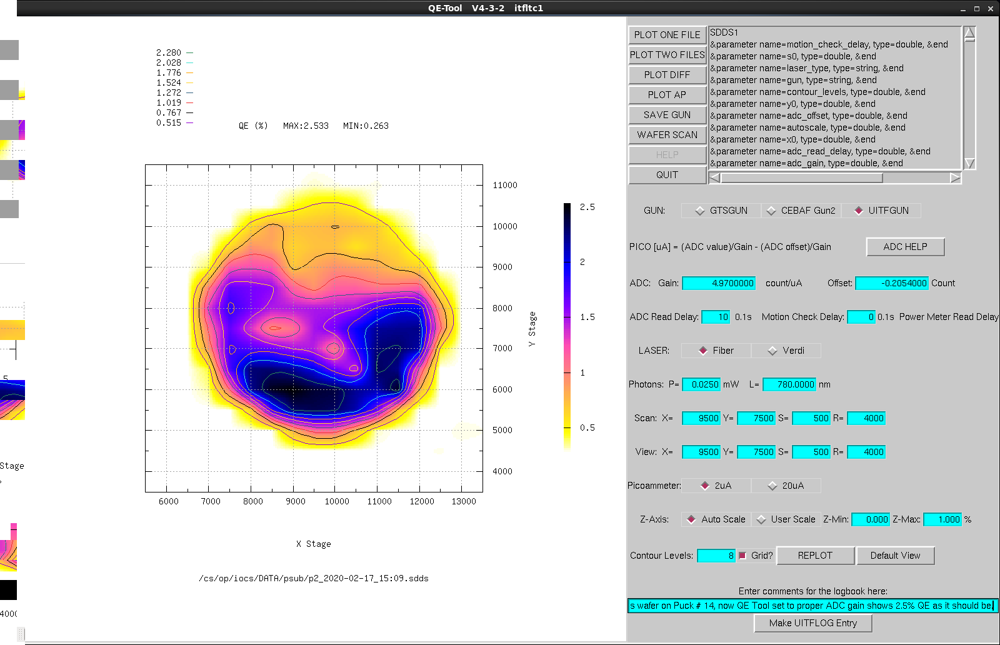 QE-Tool V4-3-2 itfltc1
2.280
2.028
1.776
1.524
1.272
1.019
0.767
0.515
QE (%) MAX:2.533 MIN:0.263
11000
10000
9000
8000
7000
6000
5000
4000
Y Stage
6000 7000 8000 9000 10000 11000 12000 13000
X Stage
2.5
2
1.5
1
0.5
/cs/op/iocs/DATA/psub/p2_2020-02-17_15:09.sdds
5
Stage
400
PLOT ONE FILE
PLOT TWO FILES
PLOT DIFF
PLOT AP
SAVE GUN
WAFER SCAN
HELP
QUIT
SDDS1
&parameter name=motion_check_delay, type=double, &end
&parameter name=s0, type=double, &end
&parameter name=laser_type, type=string, &end
&parameter name=gun, type=string, &end
&parameter name=contour_levels, type=double, &end
&parameter name=y0, type=double, &end
&parameter name=adc_offset, type=double, &end
&parameter name=autoscale, type=double, &end
&parameter name=x0, type=double, &end
&parameter name=adc_read_delay, type=double, &end
&parameter name=adc_gain, type=double, &end
GUN: GTSGUN CEBAF Gun2 UITFGUN
PICO [uA] = (ADC value)/Gain - (ADC offset)/Gain ADC HELP
ADC: Gain: 4.9700000 count/uA Offset: -0.2054000 Count
ADC Read Delay: 10 0.1s Motion Check Delay: 0 0.1s Power Meter Read Delay
LASER: Fiber Verdi
Photons: P= 0.0250 mW L= 780.0000 nm
Scan: X= 9500 Y= 7500 S= 500 R= 4000
View: X= 9500 Y= 7500 S= 500 R= 4000
Picoammeter: 2uA 20uA
Z-Axis: Auto Scale User Scale Z-Min: 0.000 Z-Max: 1.000 %
Contour Levels: 8 Grid? REPLOT Default View
Enter comments for the logbook here:
s wafer on Puck # 14, now QE Tool set to proper ADC gain shows 2.5% QE as it should be.
Make UITFLOG Entry